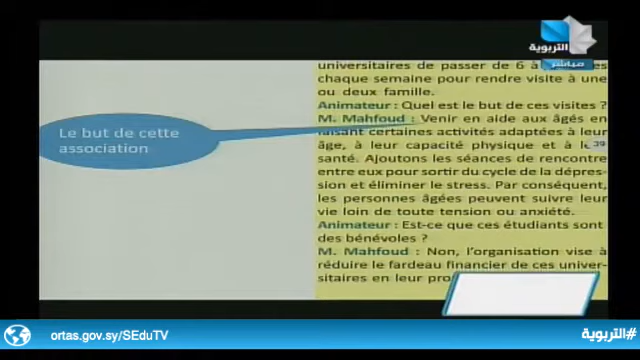 التربوية
مباشر
universitaires de passer de 6 à
chaque semaine pour rendre visite à une
ou deux famille.
Animateur : Quel est le but de ces visites ?
M. Mahfoud : Venir en aide aux âgés en
faisant certaines activités adaptées à leur
âge, à leur capacité physique et à
santé. Ajoutons les séances de rencontre
entre eux pour sortir du cycle de la dépres-
sion et éliminer le stress. Par conséquent,
les personnes âgées peuvent suivre leur
vie loin de toute tension ou anxiété.
Animateur : Est-ce que ces étudiants sont
des bénévoles ?
M. Mahfoud : Non, l'organisation vise à
réduire le fardeau financier de ces univer-
sitaires en leur
39
Le but de cette
association
ortas.gov.sy/SEduTV
#التربوية